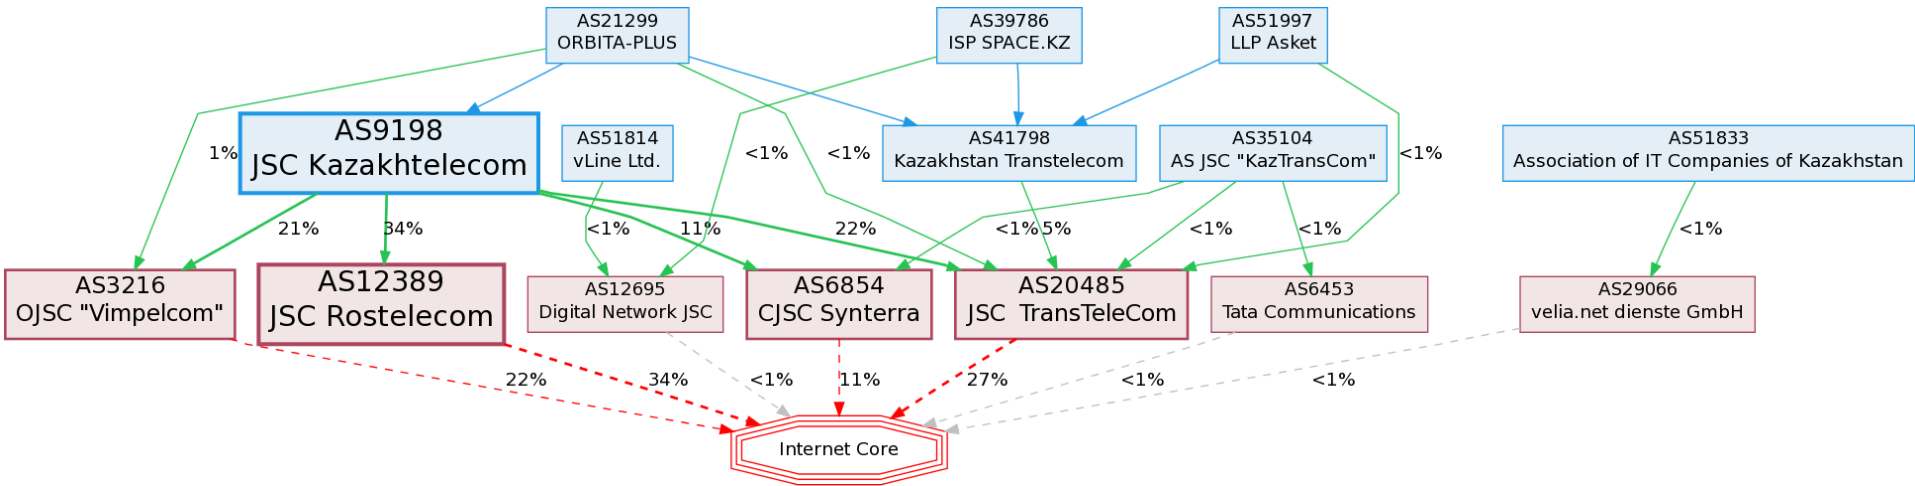 AS21299
ORBITA-PLUS
AS39786
ISP SPACE.KZ
AS51997
LLP Asket
AS9198
JSC Kazakhtelecom
AS51814
vLine Ltd.
AS41798
Kazakhstan Transtelecom
AS35104
AS JSC "KazTransCom"
AS51833
Association of IT Companies of Kazakhstan
1%
<1%
<1%
<1%
21%
34%
<1%
11%
22%
<1%
5%
<1%
<1%
<1%
AS3216
OJSC "Vimpelcom"
AS12389
JSC Rostelecom
AS12695
Digital Network JSC
AS6854
CJSC Synterra
AS20485
JSC  TransTeleCom
AS6453
Tata Communications
AS29066
velia.net dienste GmbH
22%
34%
<1%
11%
27%
<1%
<1%
Internet Core